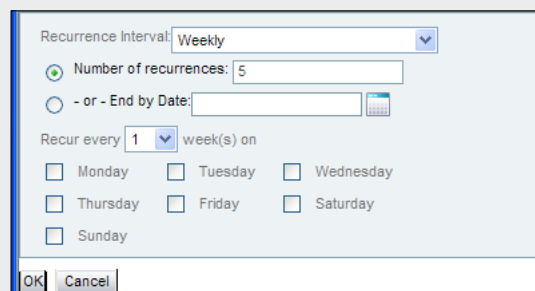 Recurrence Interval: Weekly
Number of recurrences: 5
- or - End by Date:
Recur every 1 week(s) on
Monday Tuesday Wednesday
Thursday Friday Saturday
Sunday
OK Cancel